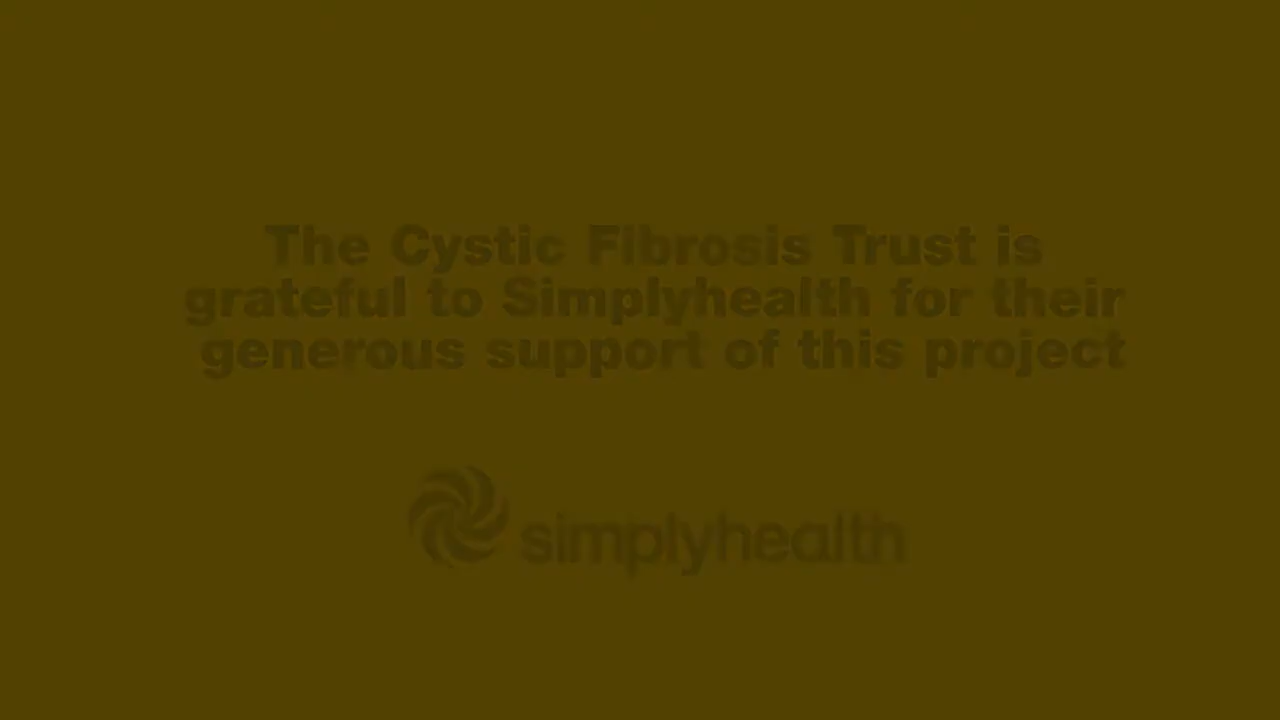 The Cystic Fibrosis Trust is
grateful to Simplyhealth for their
generous support of this project
simplyhealth